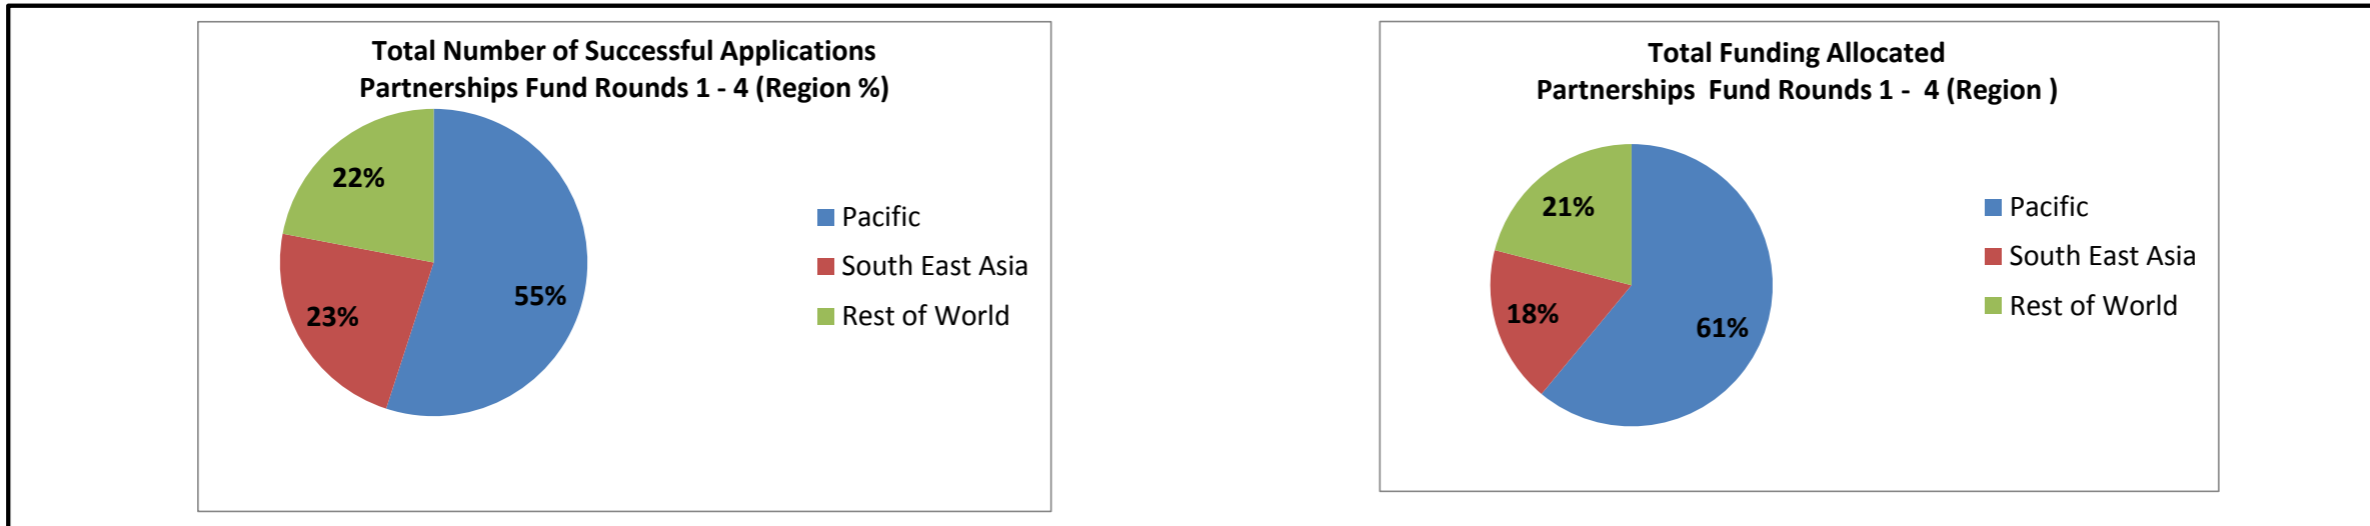 Total Number of Successful Applications
Partnerships Fund Rounds 1 - 4 (Region %)
22%
23%
55%
Pacific
South East Asia
Rest of World
Total Funding Allocated
Partnerships  Fund Rounds 1 -  4 (Region )
21%
18%
61%
Pacific
South East Asia
Rest of World